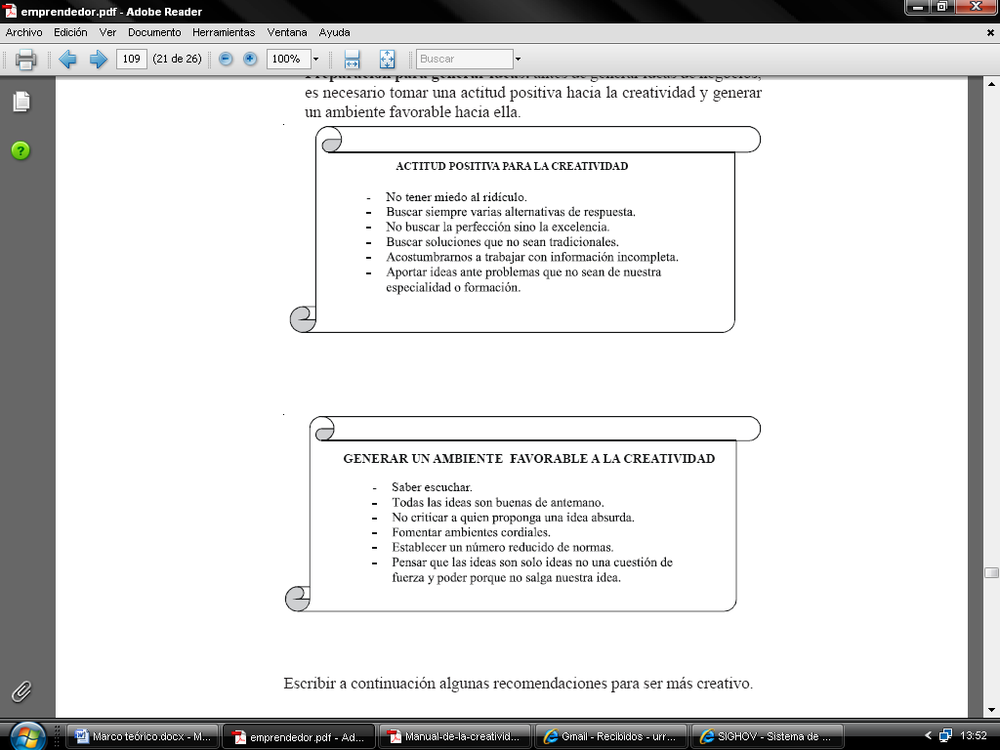 emprendedor.pdf - Adobe Reader
Archivo Edición Ver Documento Herramientas Ventana Ayuda
109 (21 de 26) 100% Buscar
Preparación para generar ideas: antes de generar ideas de negocios,
es necesario tomar una actitud positiva hacia la creatividad y generar
un ambiente favorable hacia ella.
ACTITUD POSITIVA PARA LA CREATIVIDAD
- No tener miedo al ridículo.
- Buscar siempre varias alternativas de respuesta.
- No buscar la perfección sino la excelencia.
- Buscar soluciones que no sean tradicionales.
- Acostumbrarnos a trabajar con información incompleta.
- Aportar ideas ante problemas que no sean de nuestra
especialidad o formación.
GENERAR UN AMBIENTE FAVORABLE A LA CREATIVIDAD
- Saber escuchar.
- Todas las ideas son buenas de antemano.
- No criticar a quien proponga una idea absurda.
- Fomentar ambientes cordiales.
- Establecer un número reducido de normas.
- Pensar que las ideas son solo ideas no una cuestión de
fuerza y poder porque no salga nuestra idea.
Escribir a continuación algunas recomendaciones para ser más creativo.
Marco teórico.docx - M... emprendedor.pdf - Ad... Manual-de-la-creativid... Gmail - Recibidos - urr... SIGHOV - Sistema de ... 13:52